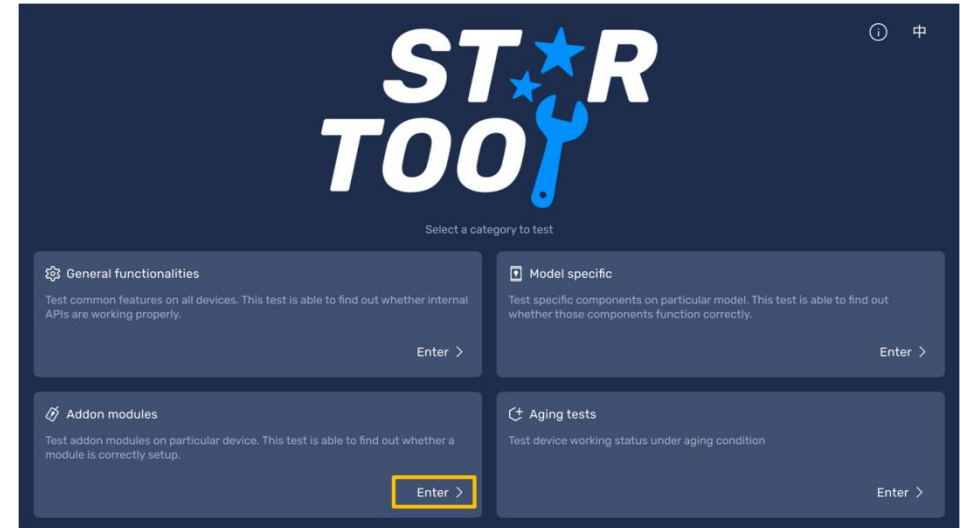 中
ST★R
TOOL
Select a category to test
General functionalities
Test common features on all devices. This test is able to find out whether internal
APIs are working properly.
Enter >
Model specific
Test specific components on particular model. This test is able to find out
whether those components function correctly.
Enter >
Addon modules
Test addon modules on particular device. This test is able to find out whether a
module is correctly setup.
Enter >
Aging tests
Test device working status under aging condition
Enter >